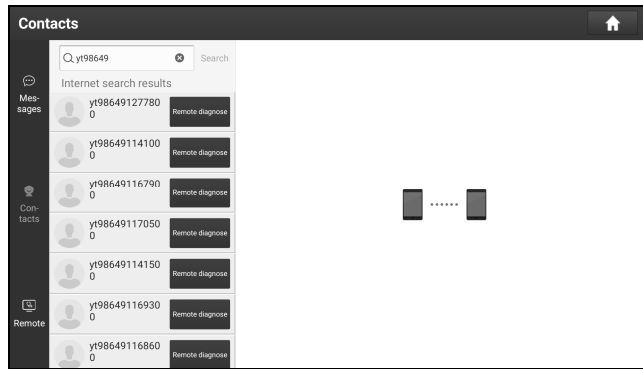 Contacts
yt98649
Search
Internet search results
Mes-
sages
Con-
tacts
Remote
yt98649127780
0
Remote diagnose
yt98649114100
0
Remote diagnose
yt98649116790
0
Remote diagnose
yt98649117050
0
Remote diagnose
yt98649114150
0
Remote diagnose
yt98649116930
0
Remote diagnose
yt98649116860
0
Remote diagnose